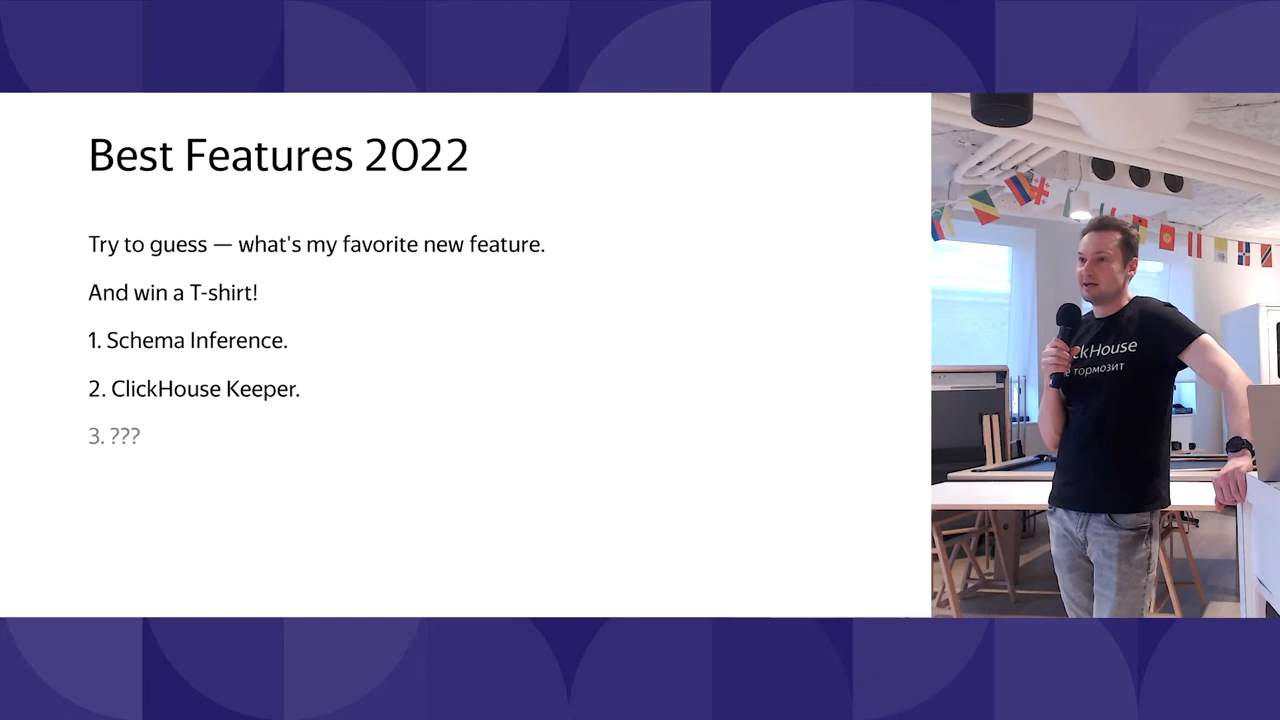 Best Features 2022
Try to guess — what's my favorite new feature.
And win a T-shirt!
1. Schema Inference.
2. ClickHouse Keeper.
3. ???
ckHouse
е тормозит